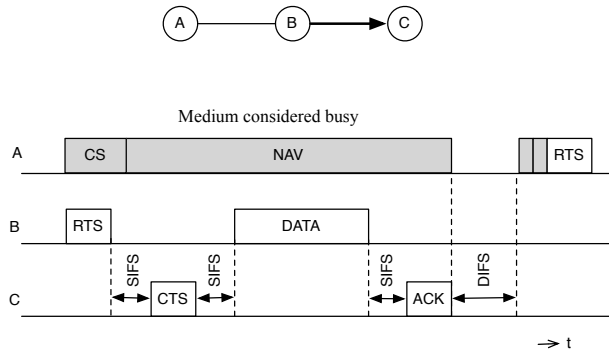 A B C
Medium considered busy
A CS NAV RTS
B RTS DATA
SIFS SIFS SIFS DIFS
C CTS ACK
t